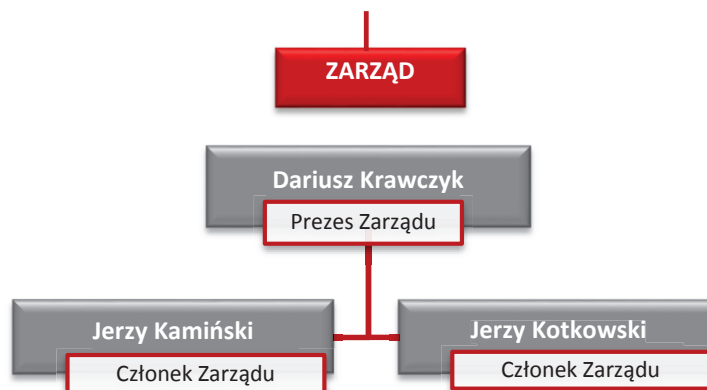 ZARZĄD
Dariusz Krawczyk
Prezes Zarządu
Jerzy Kamiński
Członek Zarządu
Jerzy Kotkowski
Członek Zarządu